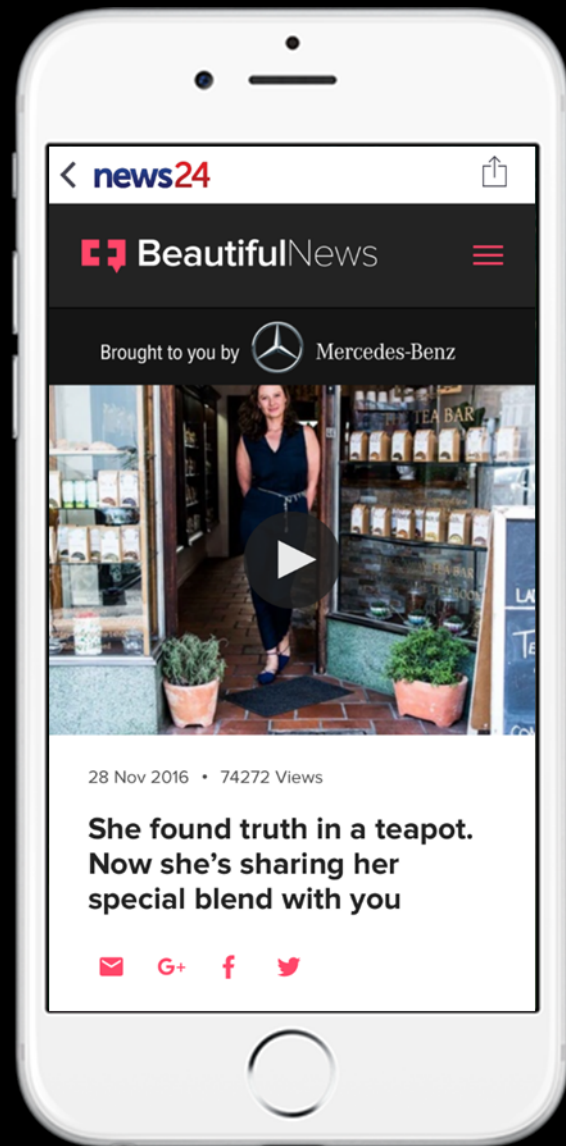 news24
BeautifulNews
Brought to you by Mercedes-Benz
TEA BAR
28 Nov 2016 • 74272 Views
She found truth in a teapot.
Now she's sharing her
special blend with you
G+ f